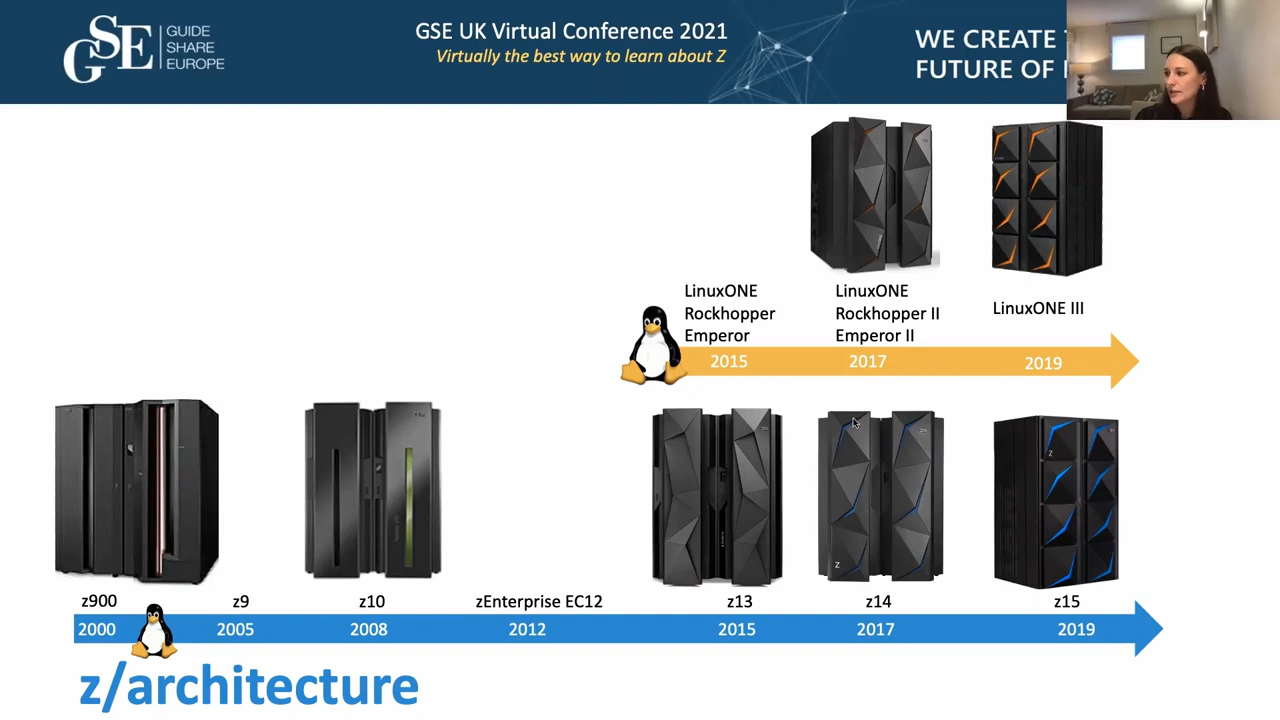 GSE
GUIDE
SHARE
EUROPE
GSE UK Virtual Conference 2021
Virtually the best way to learn about Z
WE CREATE
FUTURE OF
LinuxONE
Rockhopper
Emperor
LinuxONE
Rockhopper II
Emperor II
LinuxONE III
2015
2017
2019
Z
Z
z900
z9
z10
zEnterprise EC12
z13
z14
z15
2000
2005
2008
2012
2015
2017
2019
z/architecture